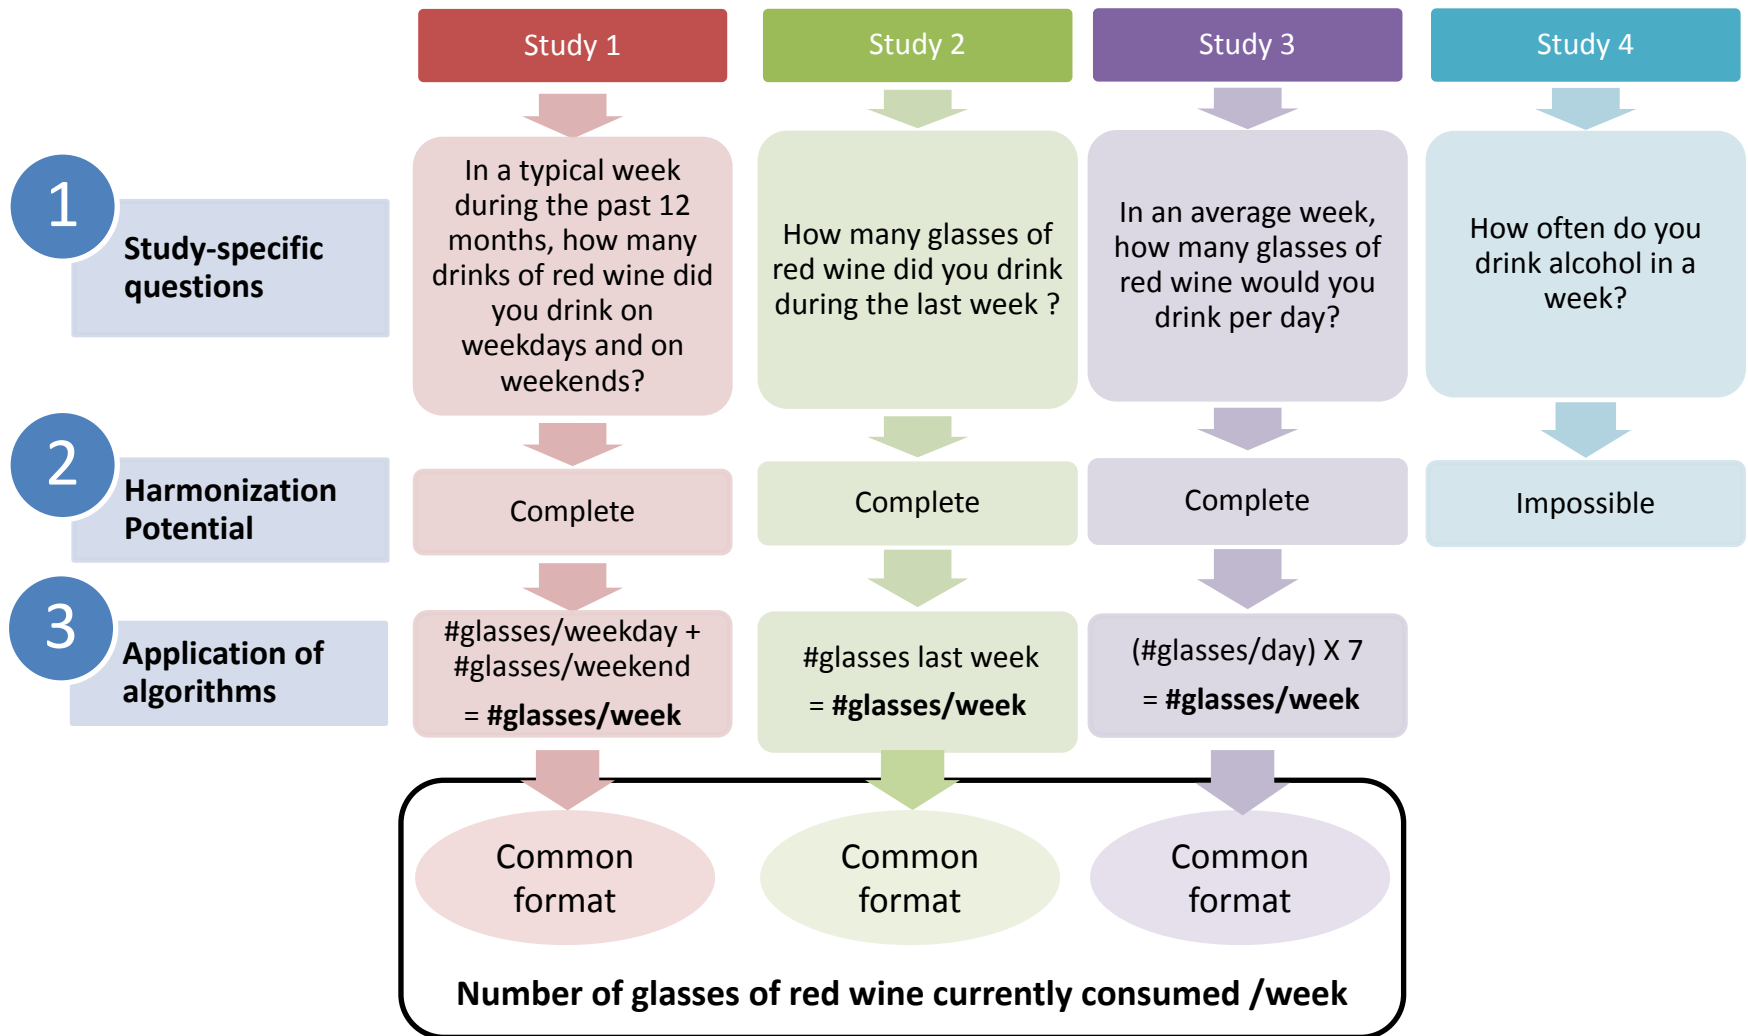 Study 1
Study 2
Study 3
Study 4
1
Study-specific
questions
In a typical week
during the past 12
months, how many
drinks of red wine did
you drink on
weekdays and on
weekends?
How many glasses of
red wine did you drink
during the last week ?
In an average week,
how many glasses of
red wine would you
drink per day?
How often do you
drink alcohol in a
week?
2
Harmonization
Potential
Complete
Complete
Complete
Impossible
3
Application of
algorithms
#glasses/weekday +
#glasses/weekend
= #glasses/week
#glasses last week
= #glasses/week
(#glasses/day) X 7
= #glasses/week
Common
format
Common
format
Common
format
Number of glasses of red wine currently consumed /week